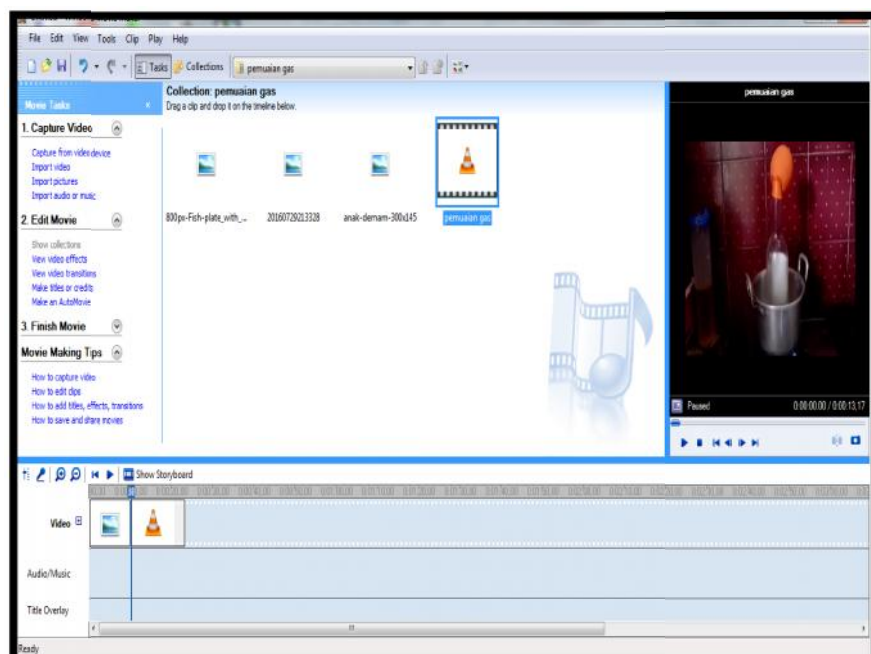 File Edit View Tools Clip Play Help
Tasks Collections pemuaian gas
Movie Tasks
1. Capture Video
Capture from video device
Import video
Import pictures
Import audio or music
2. Edit Movie
Show collections
View video effects
View video transitions
Make titles or credits
Make an AutoMovie
3. Finish Movie
Movie Making Tips
How to capture video
How to edit clips
How to add titles, effects, transitions
How to save and share movies
Collection: pemuaian gas
Drag a clip and drop it on the timeline below.
800px-Fish-plate_with_... 20160729213328 anak-demam-300x145 pemuaian gas
pemuaian gas
Paused 0:00:00.00 / 0:00:13,17
Show Storyboard
Video
Audio/Music
Title Overlay
Ready